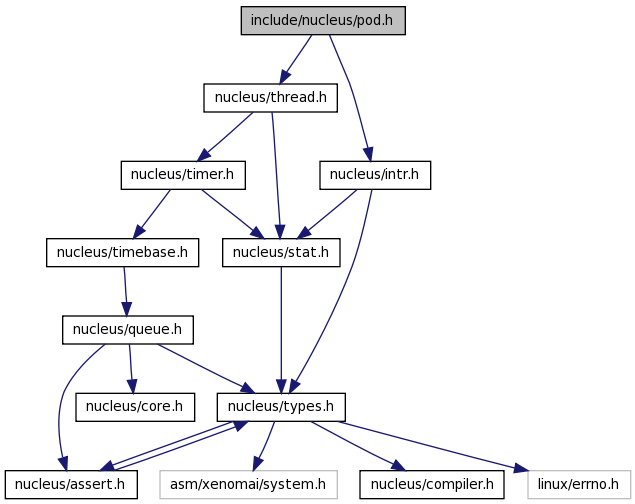 include/nucleus/pod.h
nucleus/thread.h
nucleus/timer.h
nucleus/intr.h
nucleus/timebase.h
nucleus/stat.h
nucleus/queue.h
nucleus/core.h
nucleus/types.h
nucleus/assert.h
asm/xenomai/system.h
nucleus/compiler.h
linux/errno.h